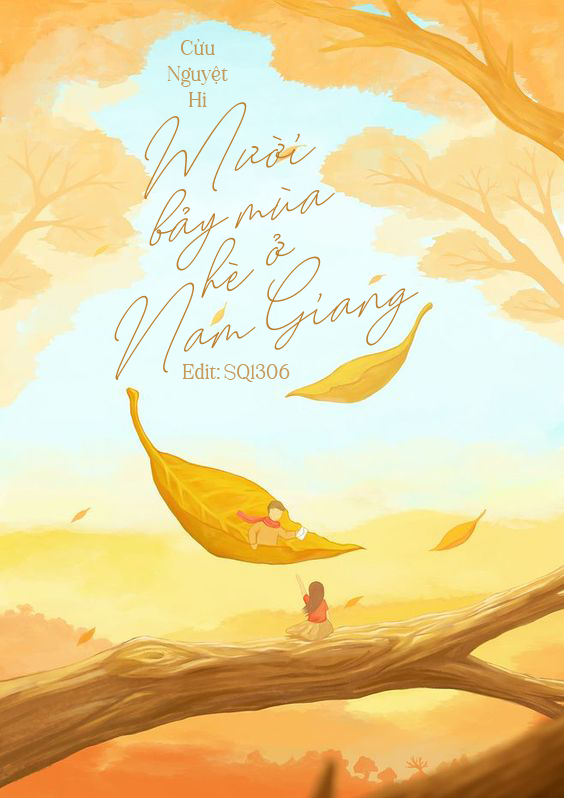 Cửu
Nguyệt
Hi
Mười
bảy mùa
hè ở
Nam Giang
Edit: SQ1306